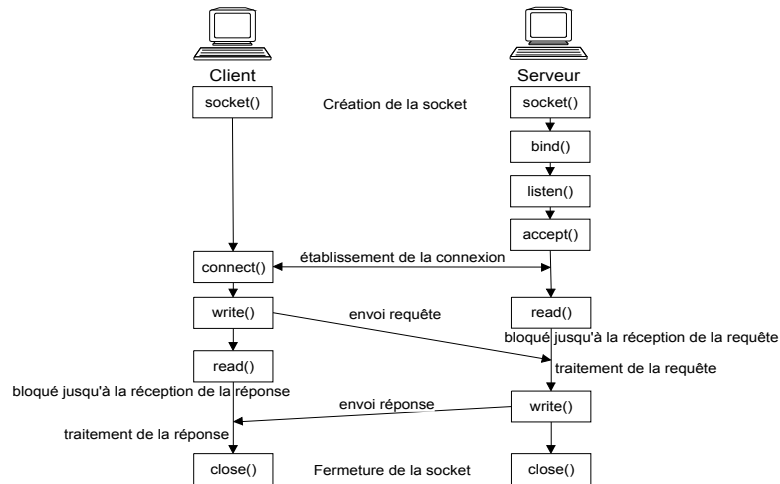 Client
Serveur
socket()
Création de la socket
socket()
bind()
listen()
accept()
établissement de la connexion
connect()
write()
envoi requête
read()
bloqué jusqu'à la réception de la requête
read()
traitement de la requête
bloqué jusqu'à la réception de la réponse
envoi réponse
write()
traitement de la réponse
close()
Fermeture de la socket
close()